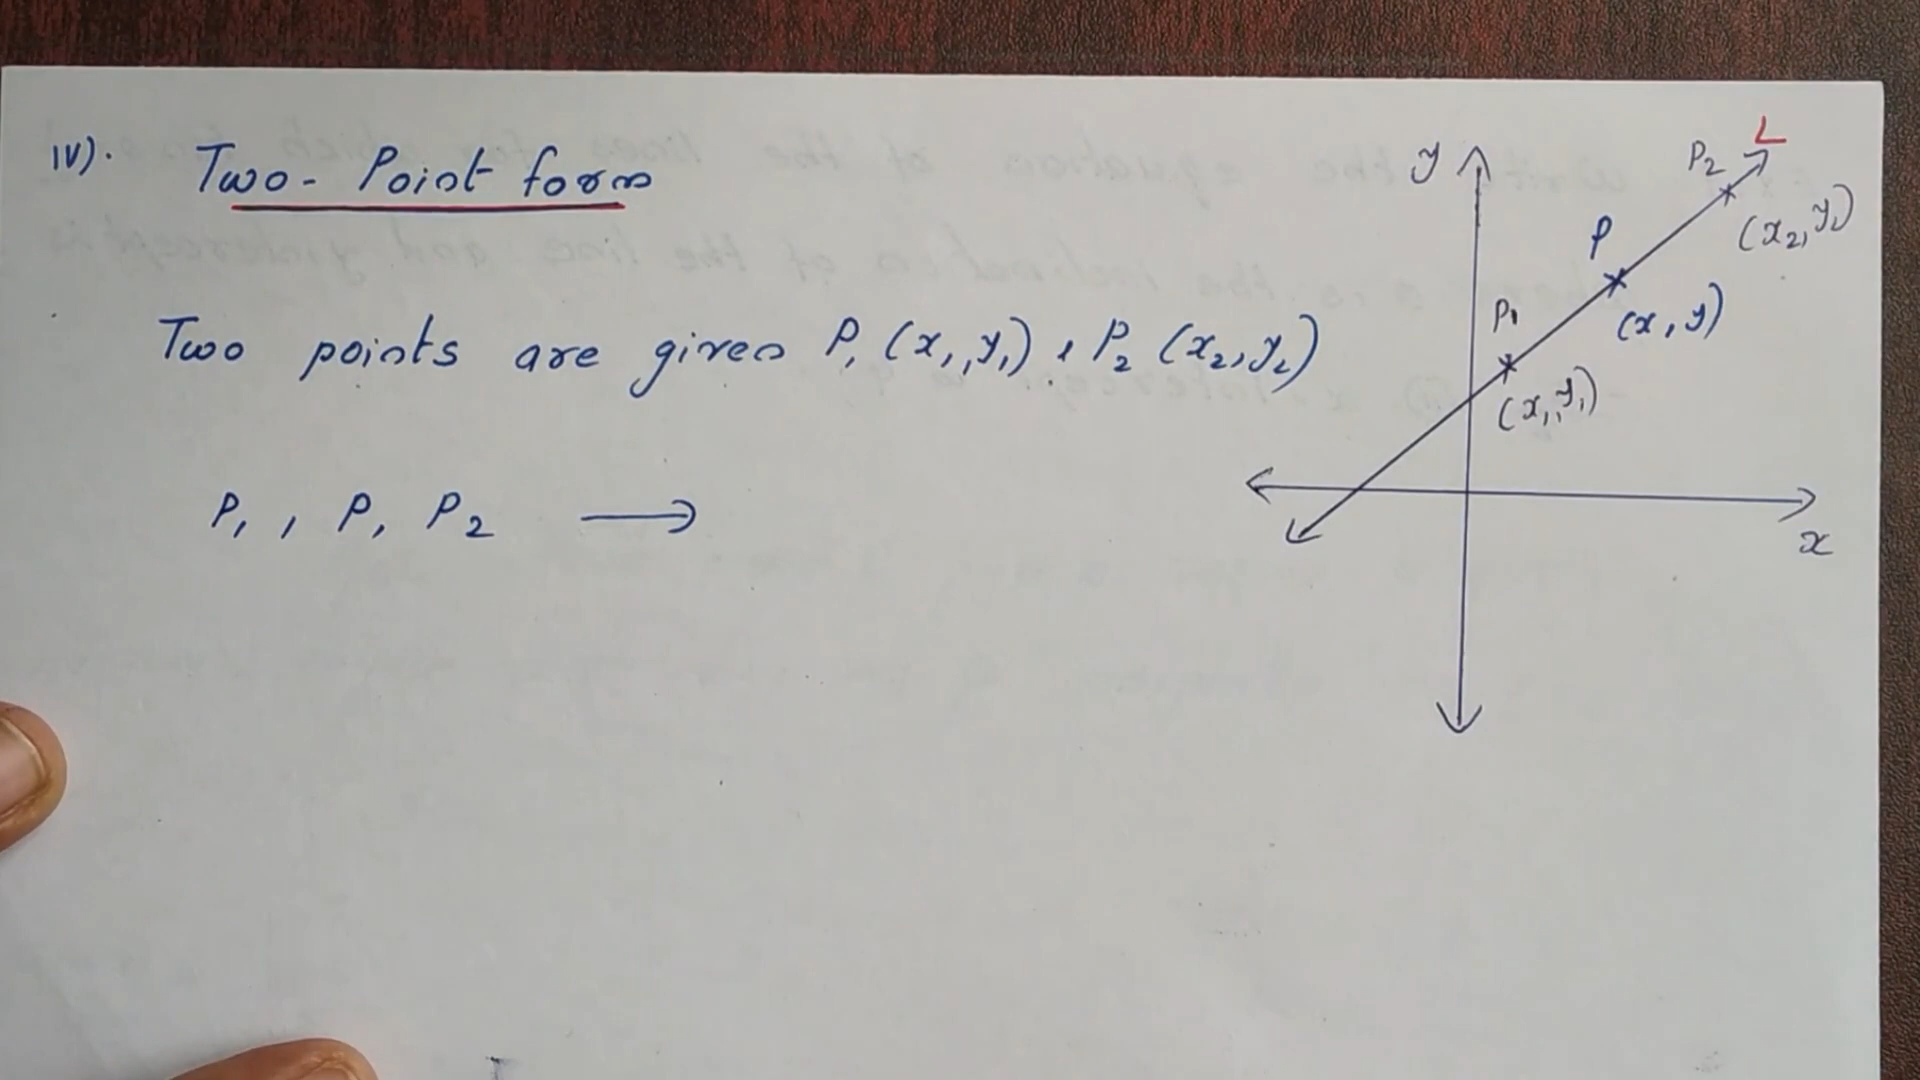 IV). Two-Point form
Two points are given P₁ (x₁, y₁), P₂ (x₂, y₂)
P₁, P, P₂ ⟶
y
L
P₂
(x₂, y₂)
P
(x, y)
P₁
(x₁, y₁)
x